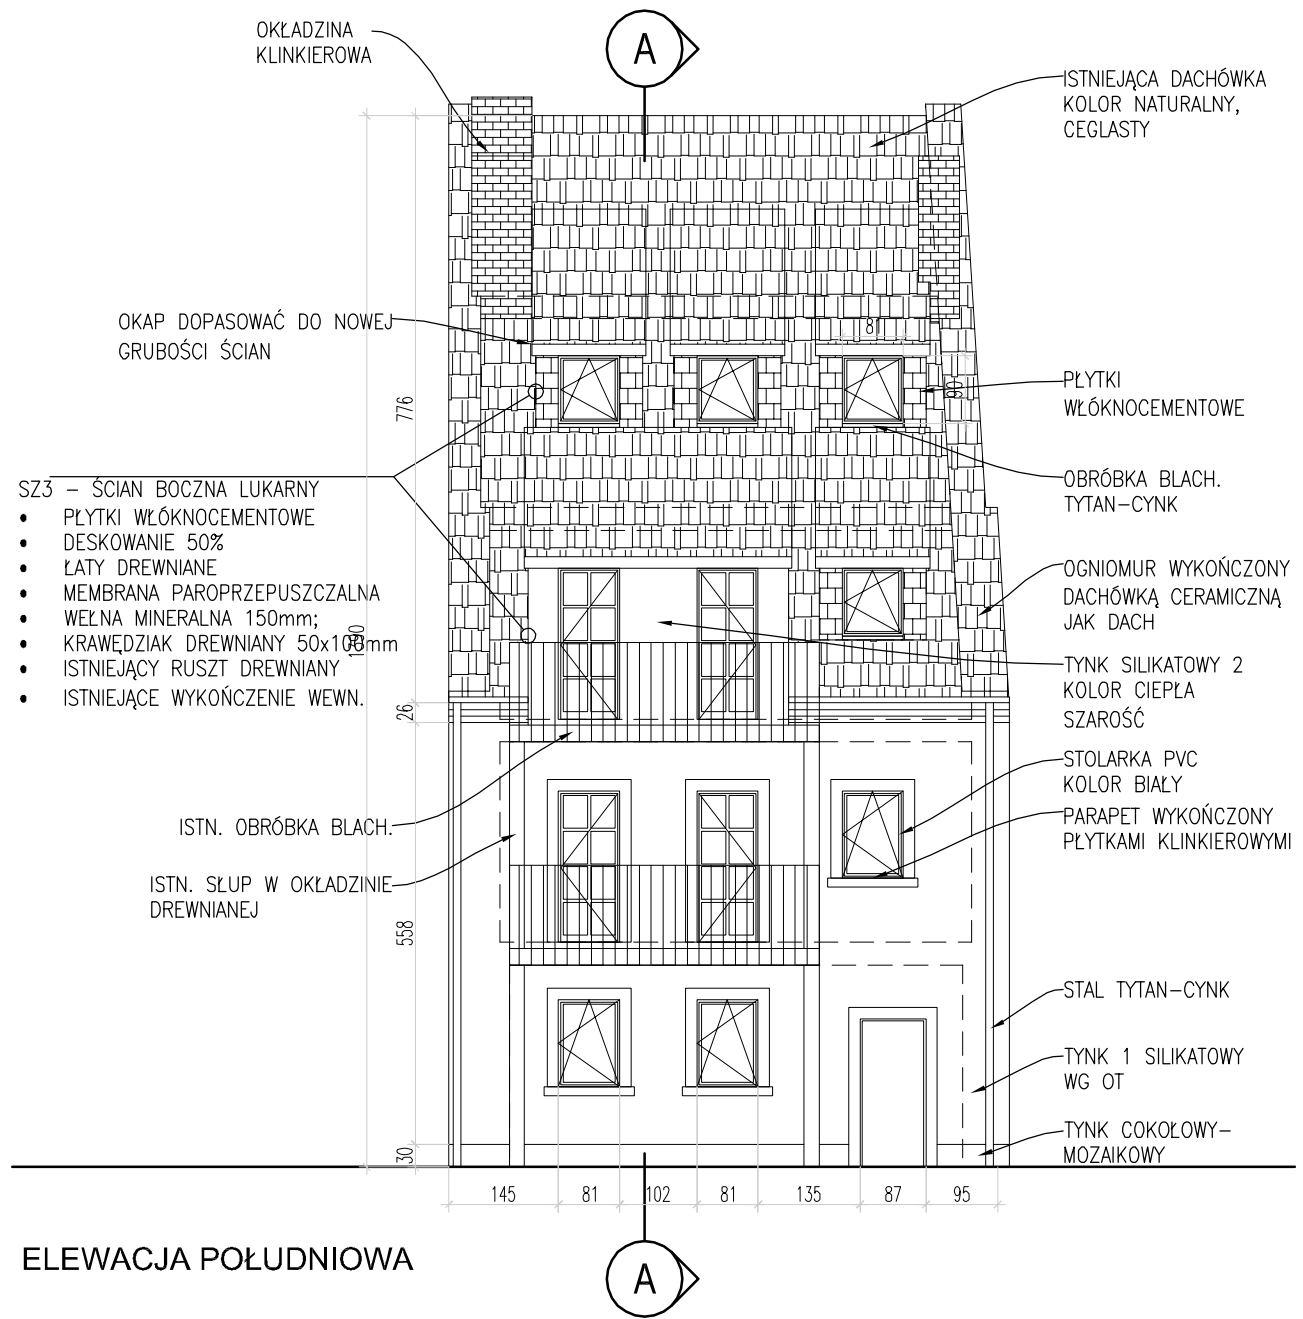 A
OKŁADZINA
KLINKIEROWA
ISTNIEJĄCA DACHÓWKA
KOLOR NATURALNY,
CEGLASTY
OKAP DOPASOWAĆ DO NOWEJ
GRUBOŚCI ŚCIAN
81
90
PŁYTKI
WŁÓKNOCEMENTOWE
776
OBRÓBKA BLACH.
TYTAN-CYNK
SZ3 - ŚCIAN BOCZNA LUKARNY
• PŁYTKI WŁÓKNOCEMENTOWE
• DESKOWANIE 50%
• ŁATY DREWNIANE
• MEMBRANA PAROPRZEPUSZCZALNA
• WEŁNA MINERALNA 150mm;
• KRAWĘDZIAK DREWNIANY 50x100mm
• ISTNIEJĄCY RUSZT DREWNIANY
• ISTNIEJĄCE WYKOŃCZENIE WEWN.
OGNIOMUR WYKOŃCZONY
DACHÓWKĄ CERAMICZNĄ
JAK DACH
TYNK SILIKATOWY 2
KOLOR CIEPŁA
SZAROŚĆ
26
STOLARKA PVC
KOLOR BIAŁY
PARAPET WYKOŃCZONY
PŁYTKAMI KLINKIEROWYMI
ISTN. OBRÓBKA BLACH.
ISTN. SŁUP W OKŁADZINIE
DREWNIANEJ
558
STAL TYTAN-CYNK
TYNK 1 SILIKATOWY
WG OT
TYNK COKOŁOWY-
MOZAIKOWY
30
145 81 102 81 135 87 95
ELEWACJA POŁUDNIOWA
A